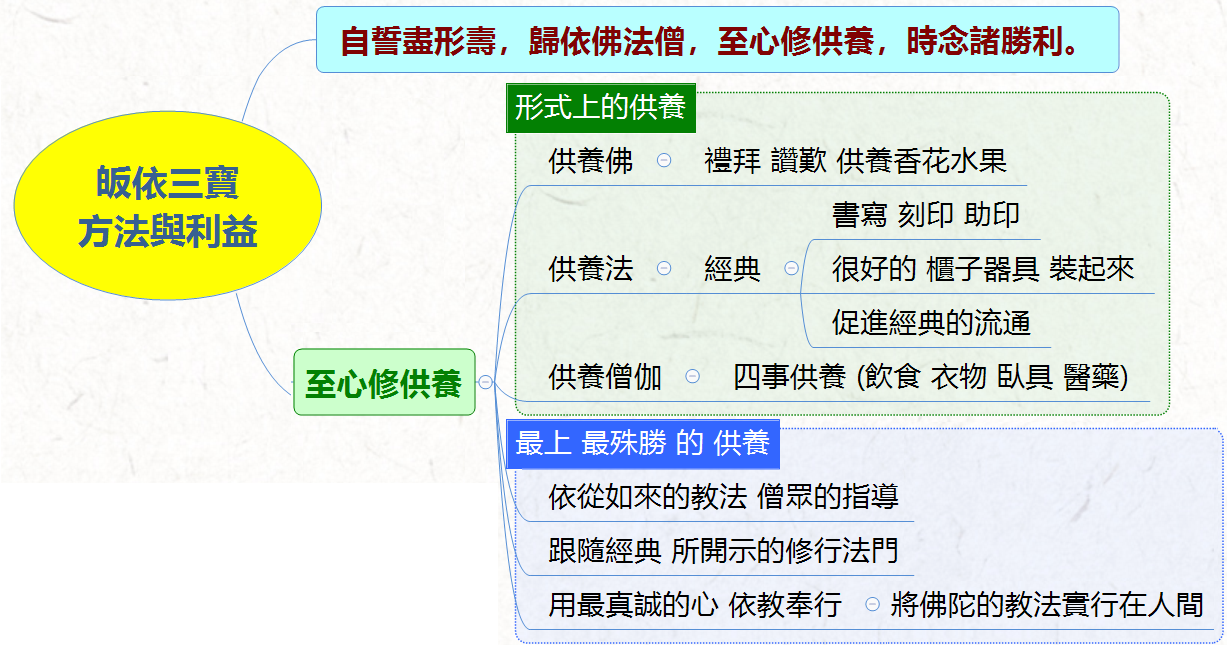 自誓盡形壽，歸依佛法僧，至心修供養，時念諸勝利。
皈依三寶
方法與利益
至心修供養
形式上的供養
供養佛 禮拜 讚歎 供養香花水果
書寫 刻印 助印
供養法 經典 很好的 櫃子器具 裝起來
促進經典的流通
供養僧伽 四事供養 (飲食 衣物 臥具 醫藥)
最上 最殊勝 的 供養
依從如來的教法 僧眾的指導
跟隨經典 所開示的修行法門
用最真誠的心 依教奉行 將佛陀的教法實行在人間